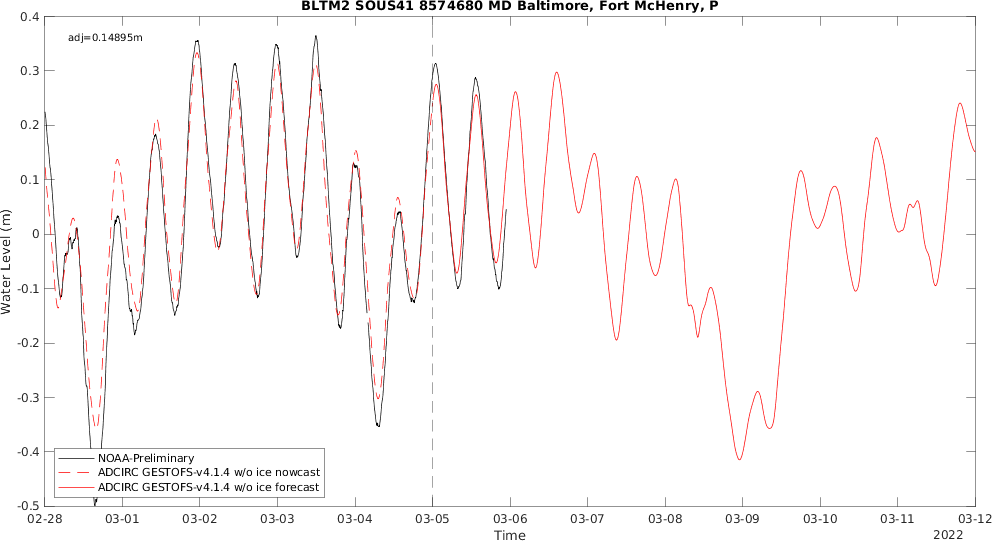 BLTM2 SOUS41 8574680 MD Baltimore, Fort McHenry, P
adj=0.14895m
0.4
0.3
0.2
0.1
0
-0.1
-0.2
-0.3
-0.4
-0.5
Water Level (m)
NOAA-Preliminary
ADCIRC GESTOFS-v4.1.4 w/o ice nowcast
ADCIRC GESTOFS-v4.1.4 w/o ice forecast
02-28 03-01 03-02 03-03 03-04 03-05 03-06 03-07 03-08 03-09 03-10 03-11 03-12
Time
2022